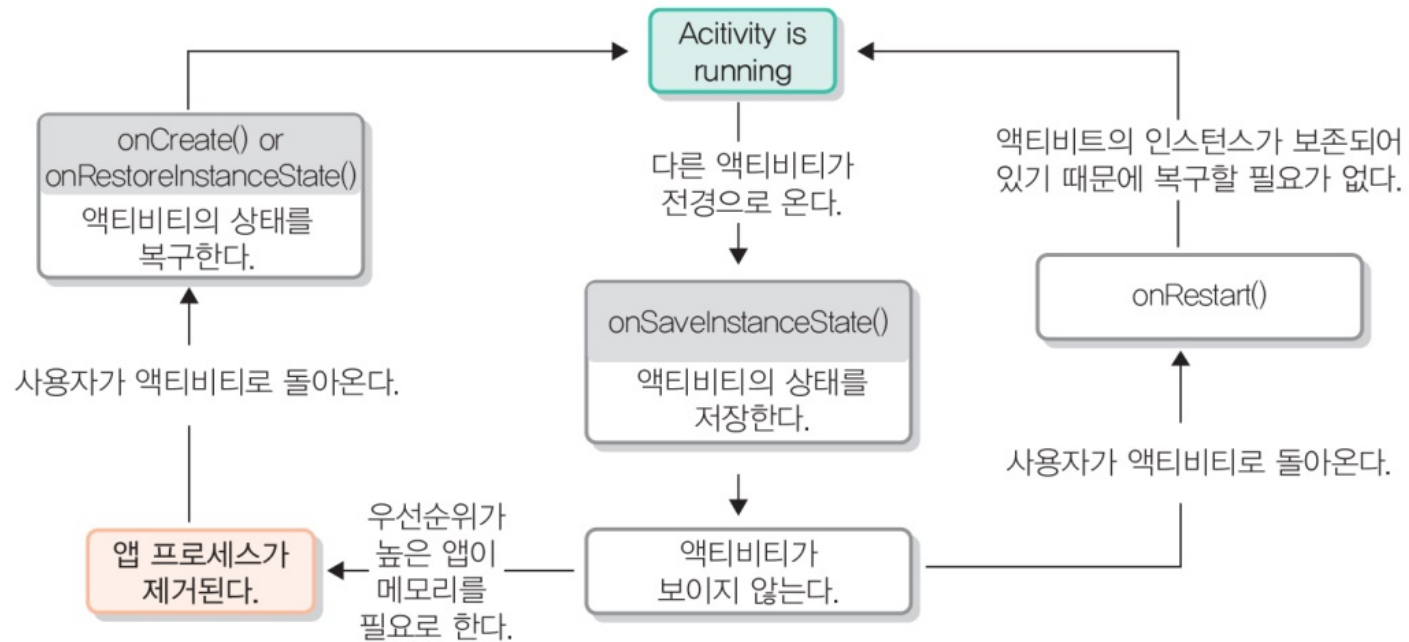 Acitivity is
running
onCreate() or
onRestoreInstanceState()
액티비티의 상태를
복구한다.
다른 액티비티가
전경으로 온다.
액티비트의 인스턴스가 보존되어
있기 때문에 복구할 필요가 없다.
onSaveInstanceState()
액티비티의 상태를
저장한다.
onRestart()
사용자가 액티비티로 돌아온다.
사용자가 액티비티로 돌아온다.
앱 프로세스가
제거된다.
우선순위가
높은 앱이
메모리를
필요로 한다.
액티비티가
보이지 않는다.